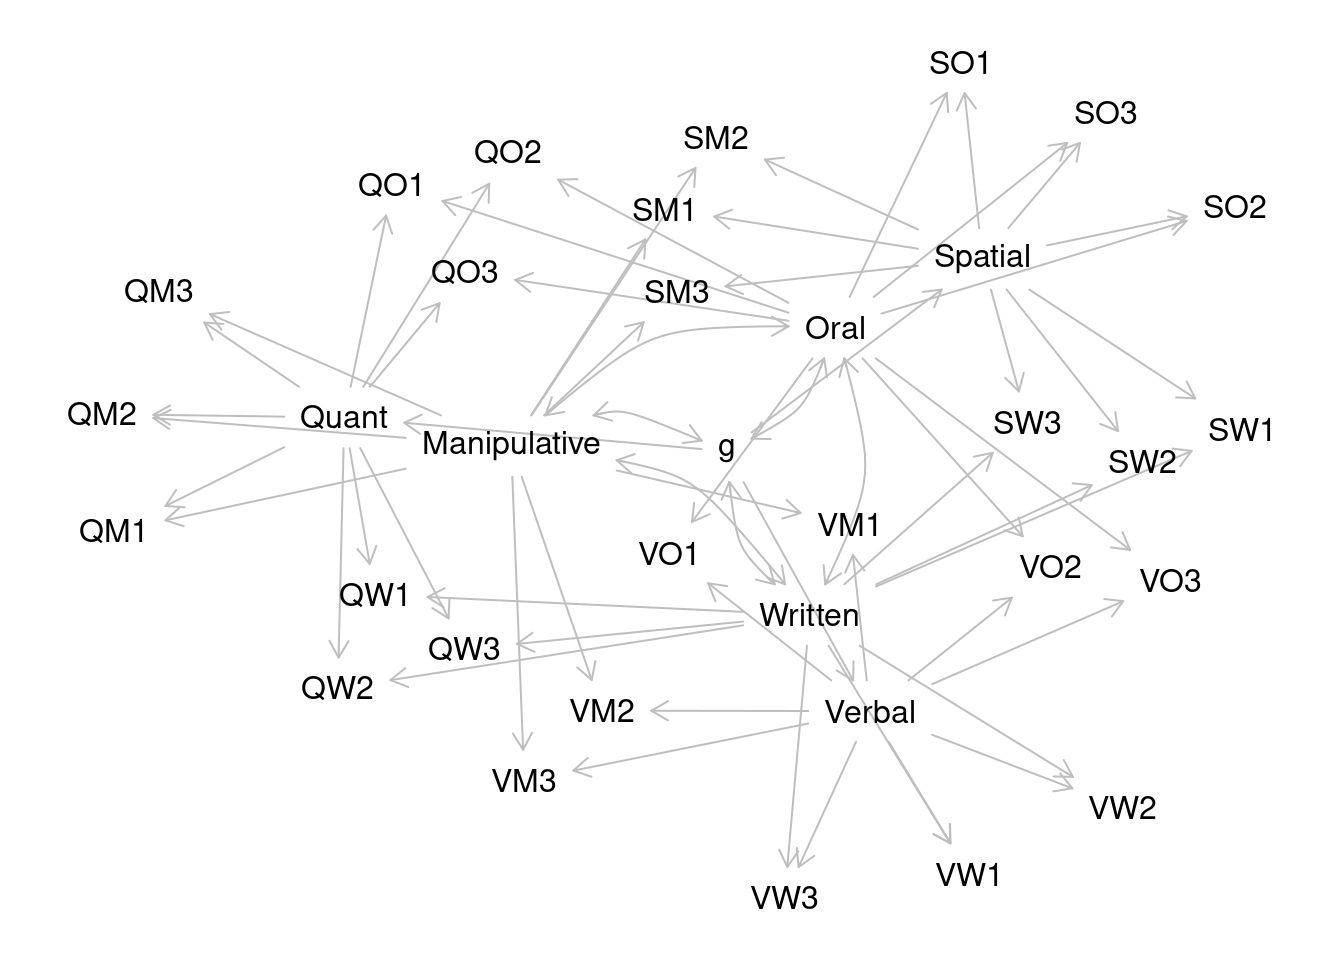 SO1
SO3
SM2
QO2
QO1
SO2
SM1
Spatial
QO3
QM3
SM3
Oral
QM2
Quant
SW3
SW1
Manipulative
g
SW2
VM1
QM1
VO1
VO2
VO3
QW1
Written
QW3
QW2
VM2
Verbal
VM3
VW2
VW1
VW3